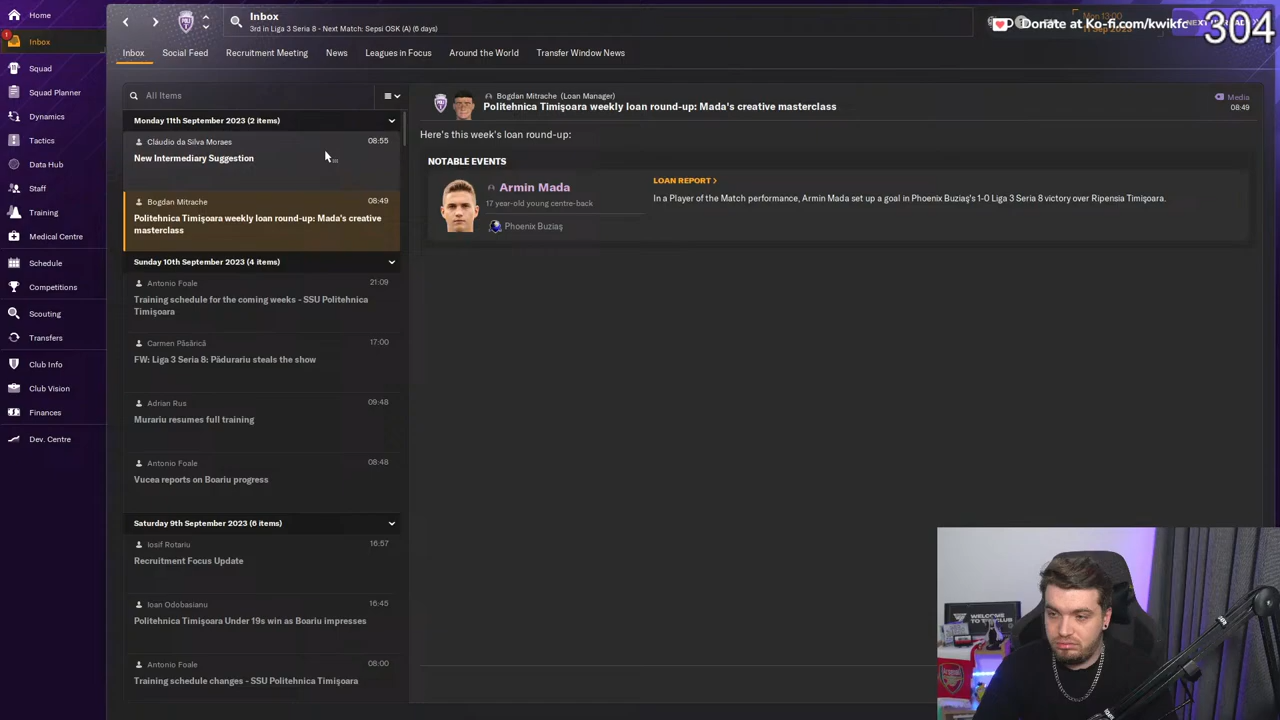 Home
Inbox
Squad
Squad Planner
Dynamics
Tactics
Data Hub
Staff
Training
Medical Centre
Schedule
Competitions
Scouting
Transfers
Club Info
Club Vision
Finances
Dev. Centre
Inbox
3rd in Liga 3 Seria 8 - Next Match: Sepsi OSK (A) (6 days)
Donate at Ko-fi.com/kwikfc
304
Inbox
Social Feed
Recruitment Meeting
News
Leagues in Focus
Around the World
Transfer Window News
All Items
Monday 11th September 2023 (2 items)
Cláudio da Silva Moraes
08:55
New Intermediary Suggestion
Bogdan Mitrache
08:49
Politehnica Timişoara weekly loan round-up: Mada's creative
masterclass
Sunday 10th September 2023 (4 items)
Antonio Foale
21:09
Training schedule for the coming weeks - SSU Politehnica
Timişoara
Carmen Păsărică
17:00
FW: Liga 3 Seria 8: Pădurariu steals the show
Adrian Rus
09:48
Murariu resumes full training
Antonio Foale
08:48
Vucea reports on Boariu progress
Saturday 9th September 2023 (6 items)
Iosif Rotariu
16:57
Recruitment Focus Update
Ioan Odobasianu
16:45
Politehnica Timişoara Under 19s win as Boariu impresses
Antonio Foale
08:00
Training schedule changes - SSU Politehnica Timişoara
Bogdan Mitrache (Loan Manager)
Politehnica Timişoara weekly loan round-up: Mada's creative masterclass
Media
08:49
Here's this week's loan round-up:
NOTABLE EVENTS
Armin Mada
17 year-old young centre-back
Phoenix Buziaş
LOAN REPORT >
In a Player of the Match performance, Armin Mada set up a goal in Phoenix Buziaş's 1-0 Liga 3 Seria 8 victory over Ripensia Timişoara.